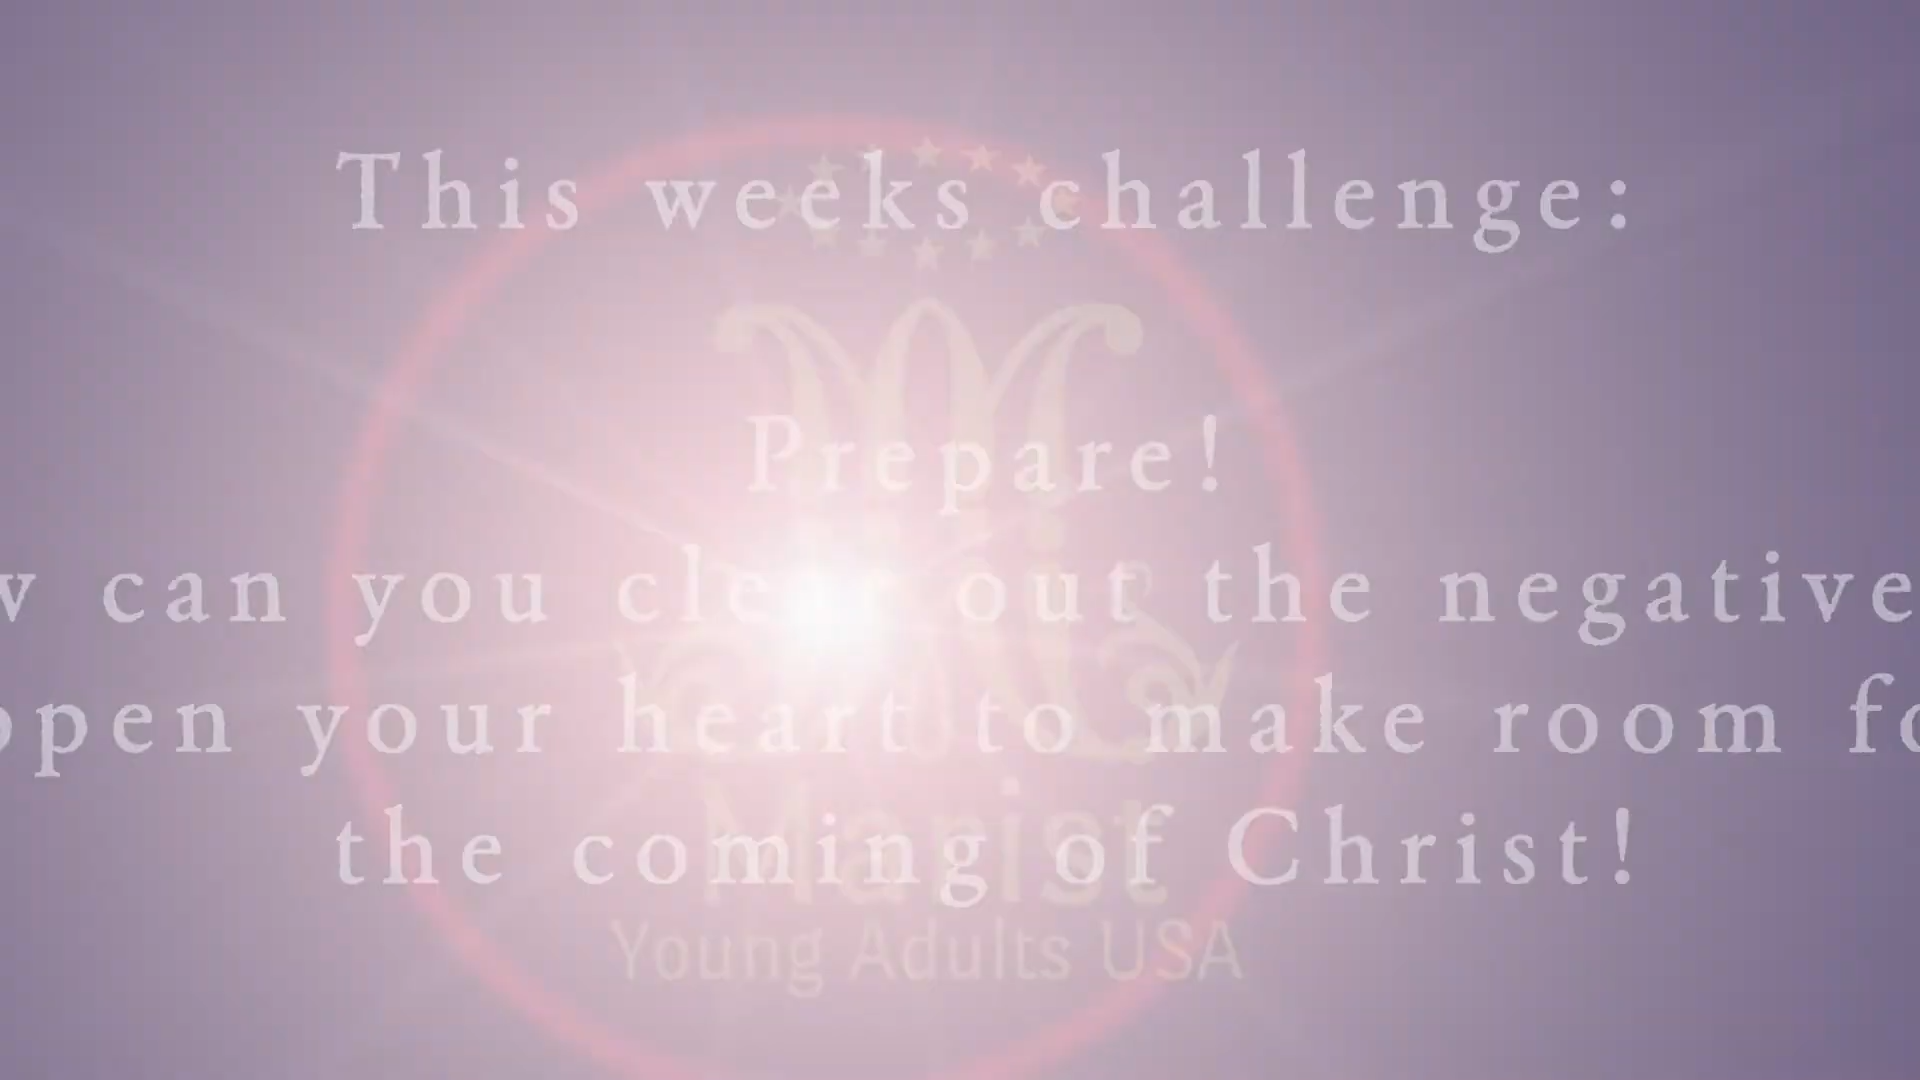 This weeks challenge:
Prepare!
w can you clear out the negative
open your heart to make room fo
the coming of Christ!
Marist
Young Adults USA